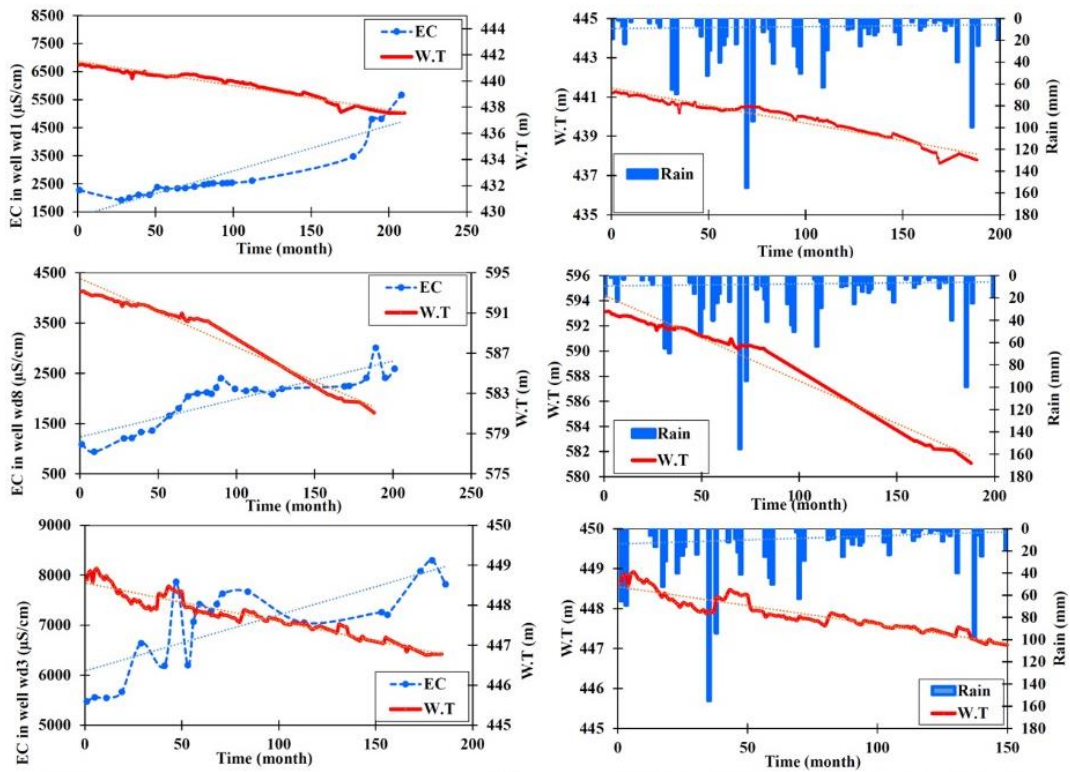 8500
7500
6500
5500
4500
3500
2500
1500
EC in well wd1 (µS/cm)
EC
W.T
444
442
440
438
436
434
432
430
W.T (m)
0 50 100 150 200 250
Time (month)
445
443
441
439
437
435
W.T (m)
Rain
0
20
40
60
80
100
120
140
160
180
Rain (mm)
0 50 100 150 200
Time (month)
4500
3500
2500
1500
500
EC in well wd8 (µS/cm)
EC
W.T
595
591
587
583
579
575
W.T (m)
0 50 100 150 200 250
Time (month)
596
594
592
590
588
586
584
582
580
W.T (m)
Rain
W.T
0
20
40
60
80
100
120
140
160
180
Rain (mm)
0 50 100 150 200
Time (month)
9000
8000
7000
6000
5000
EC in well wd3 (µS/cm)
EC
W.T
450
449
448
447
446
445
W.T (m)
0 50 100 150 200
Time (month)
450
449
448
447
446
445
W.T (m)
Rain
W.T
0
20
40
60
80
100
120
140
160
180
Rain (mm)
0 50 100 150
Time (month)